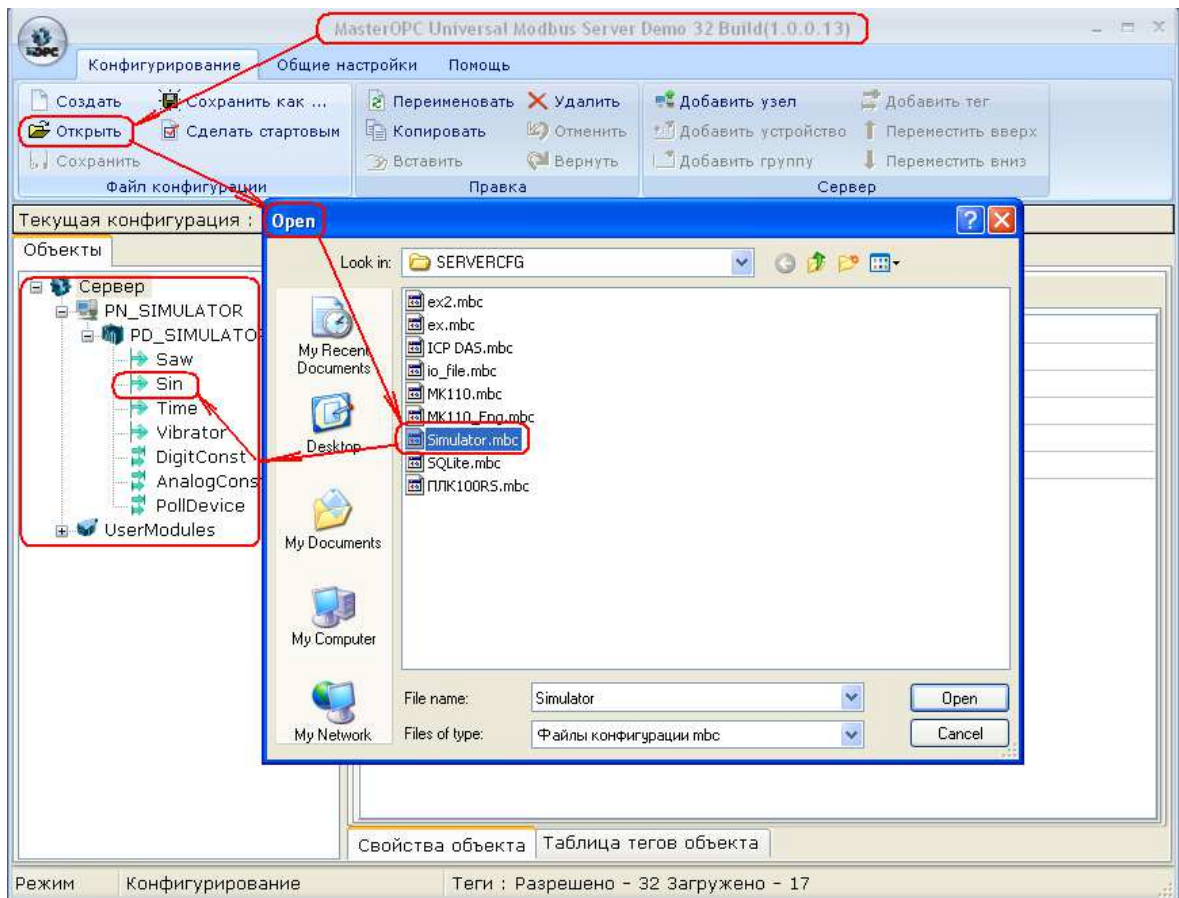 MasterOPC Universal Modbus Server Demo 32 Build(1.0.0.13)
Конфигурирование Общие настройки Помощь
Создать Сохранить как ... Переименовать Удалить Добавить узел Добавить тег
Открыть Сделать стартовым Копировать Отменить Добавить устройство Переместить вверх
Сохранить Вставить Вернуть Добавить группу Переместить вниз
Файл конфигурации Правка Сервер
Текущая конфигурация :
Объекты
Сервер
PN_SIMULATOR
PD_SIMULATO
Saw
Sin
Time
Vibrator
DigitConst
AnalogCons
PollDevice
UserModules
Open
Look in: SERVERCFG
My Recent
Documents
Desktop
My Documents
My Computer
My Network
ex2.mbc
ex.mbc
ICP DAS.mbc
io_file.mbc
MK110.mbc
MK110_Eng.mbc
Simulator.mbc
SQLite.mbc
ПЛК100RS.mbc
File name: Simulator Open
Files of type: Файлы конфигурации mbc Cancel
Свойства объекта Таблица тегов объекта
Режим Конфигурирование Теги : Разрешено - 32 Загружено - 17